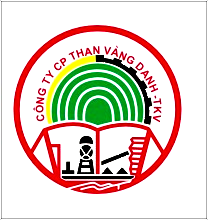 CÔNG TY CP THAN VÀNG DANH -TKV